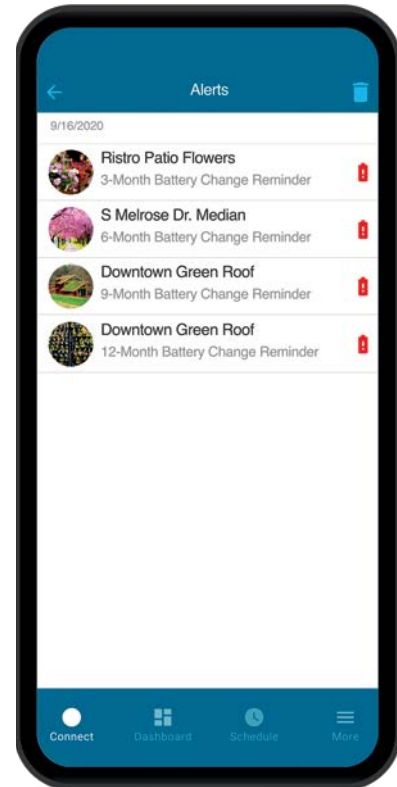 Alerts
9/16/2020
Ristro Patio Flowers
3-Month Battery Change Reminder
S Melrose Dr. Median
6-Month Battery Change Reminder
Downtown Green Roof
9-Month Battery Change Reminder
Downtown Green Roof
12-Month Battery Change Reminder
Connect
Dashboard
Schedule
More